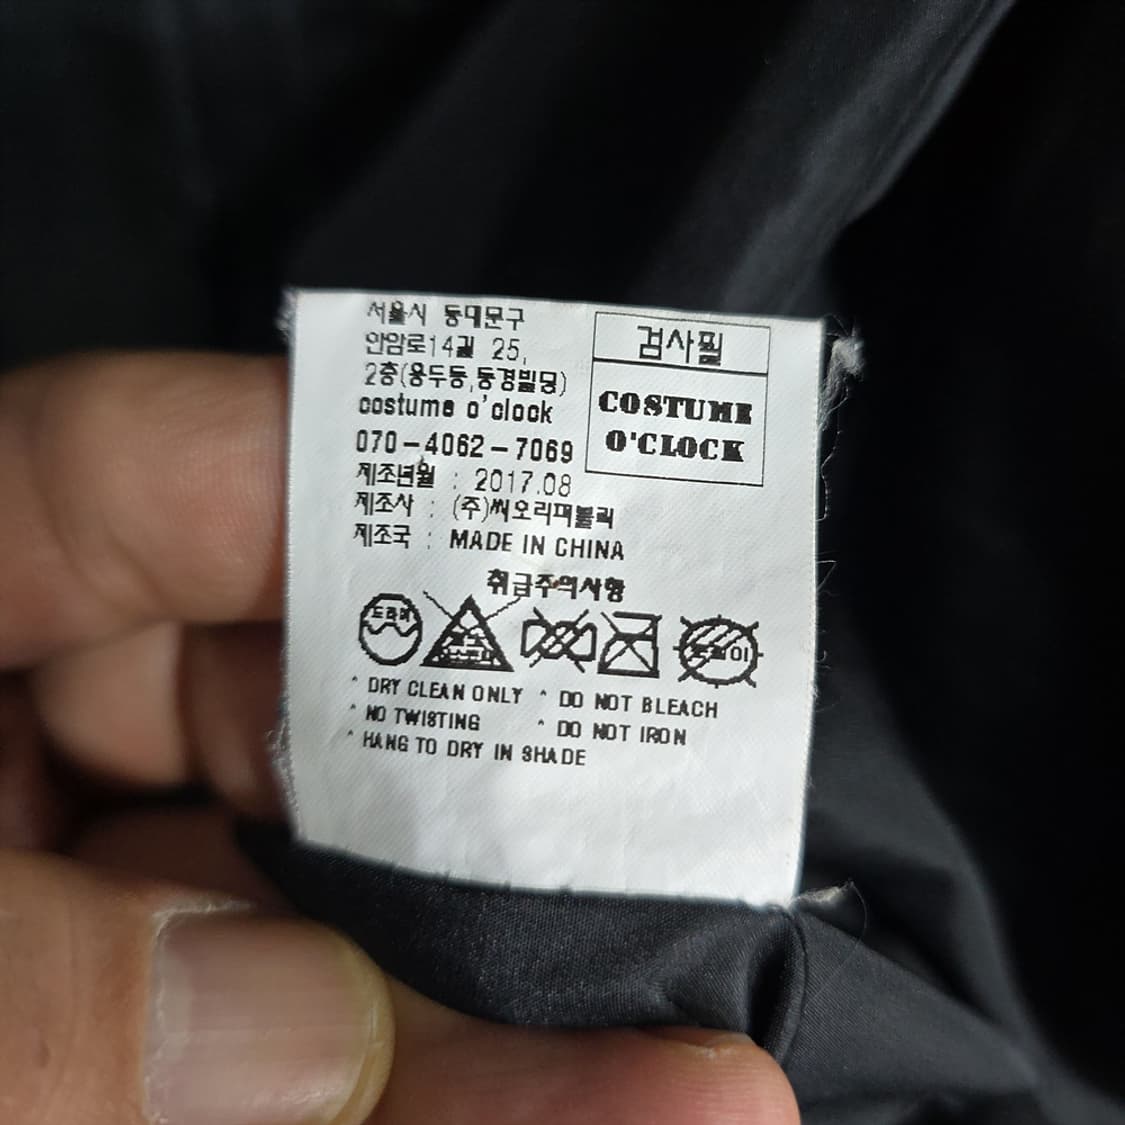 서울시 동대문구
안암로14길 25,
2층(용두동,동경빌딩)
costume o'clock
070-4062-7069
제조년월 : 2017.08
제조사 : (주)씨오리퍼블릭
제조국 : MADE IN CHINA
검사필
COSTUME
O'CLOCK
취급주의사항
드라이
* DRY CLEAN ONLY * DO NOT BLEACH
* NO TWISTING * DO NOT IRON
* HANG TO DRY IN SHADE